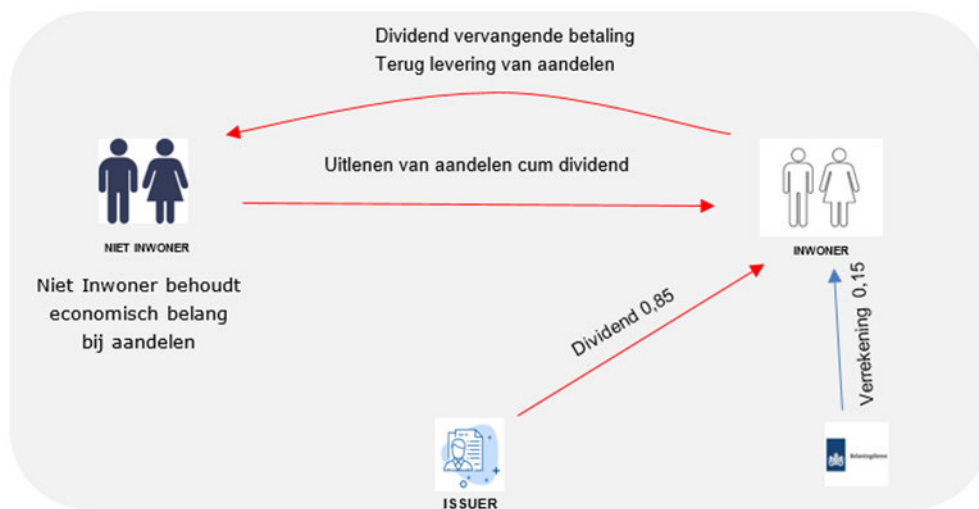 Dividend vervangende betaling
Terug levering van aandelen
Uitlenen van aandelen cum dividend
NIET INWONER
INWONER
Niet Inwoner behoudt
economisch belang
bij aandelen
Dividend 0,85
Verrekening 0,15
Belastingdienst
ISSUER